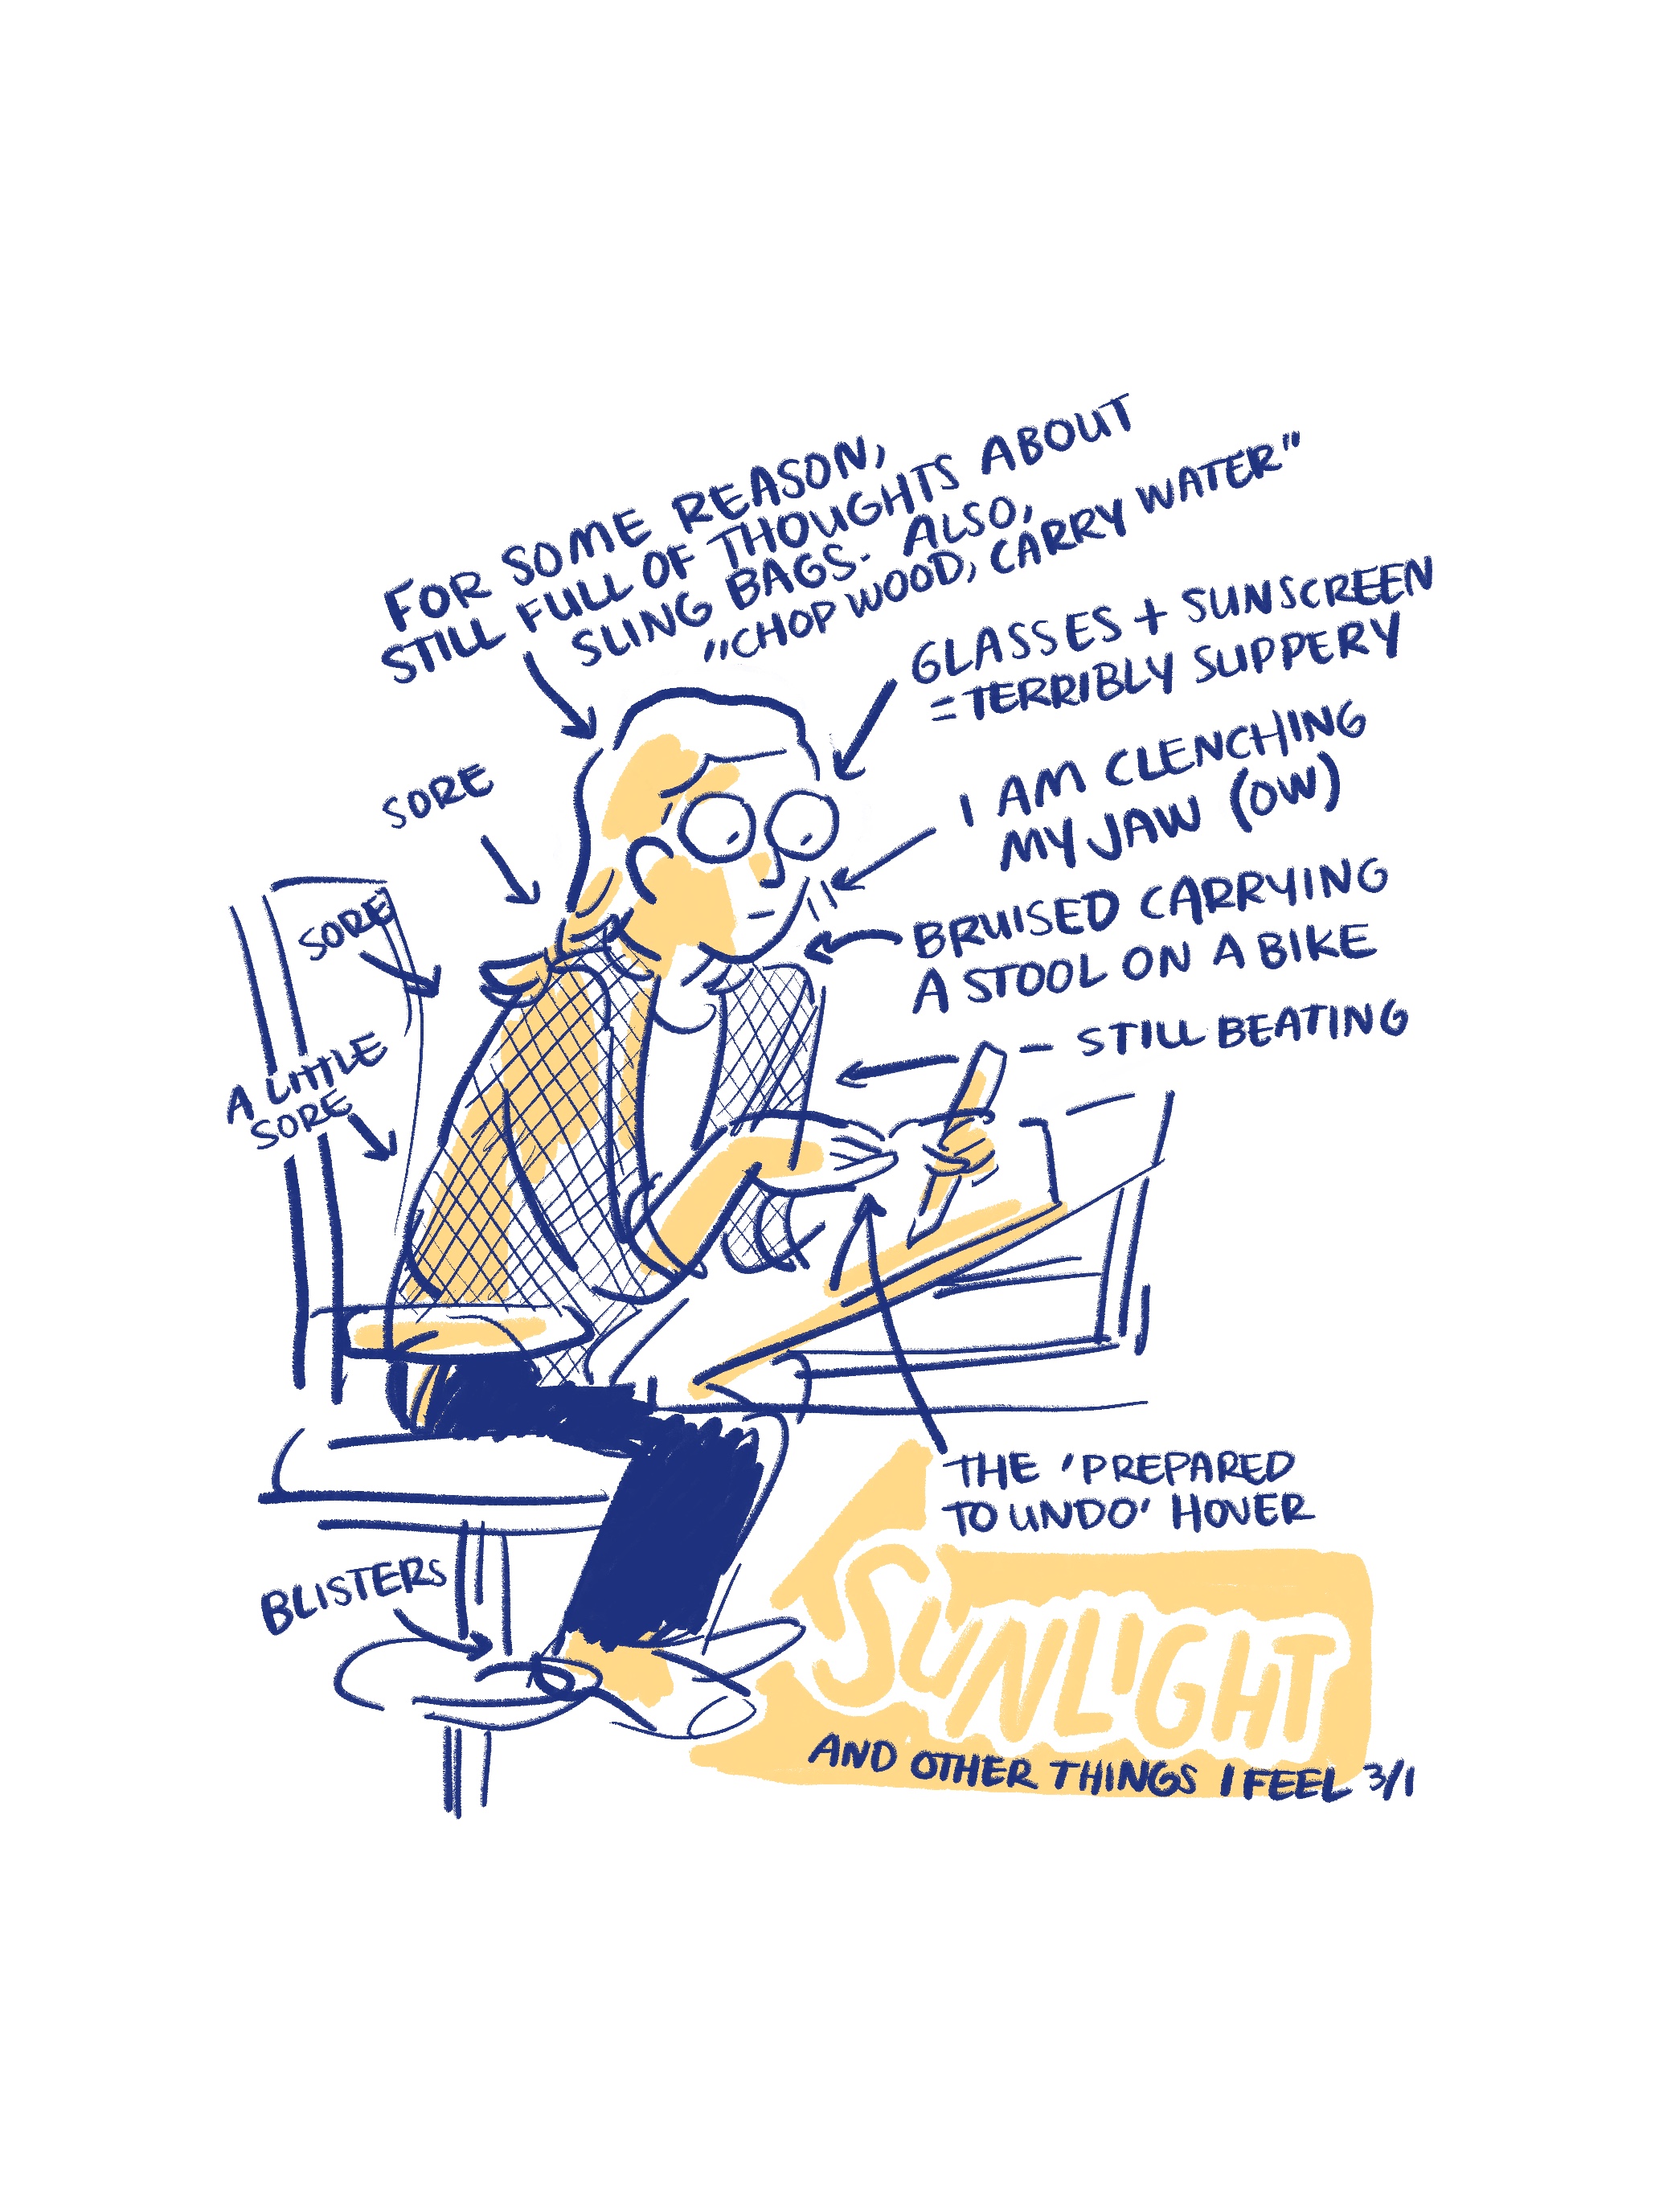 FOR SOME REASON,
STILL FULL OF THOUGHTS ABOUT
SLING BAGS. ALSO,
"CHOP WOOD, CARRY WATER"
GLASSES + SUNSCREEN
= TERRIBLY SLIPPERY
I AM CLENCHING
MY JAW (OW)
SORE
BRUISED CARRYING
A STOOL ON A BIKE
SORE
- STILL BEATING
A LITTLE
SORE
THE 'PREPARED
TO UNDO' HOVER
BLISTERS
SUNLIGHT
AND OTHER THINGS I FEEL 3/1